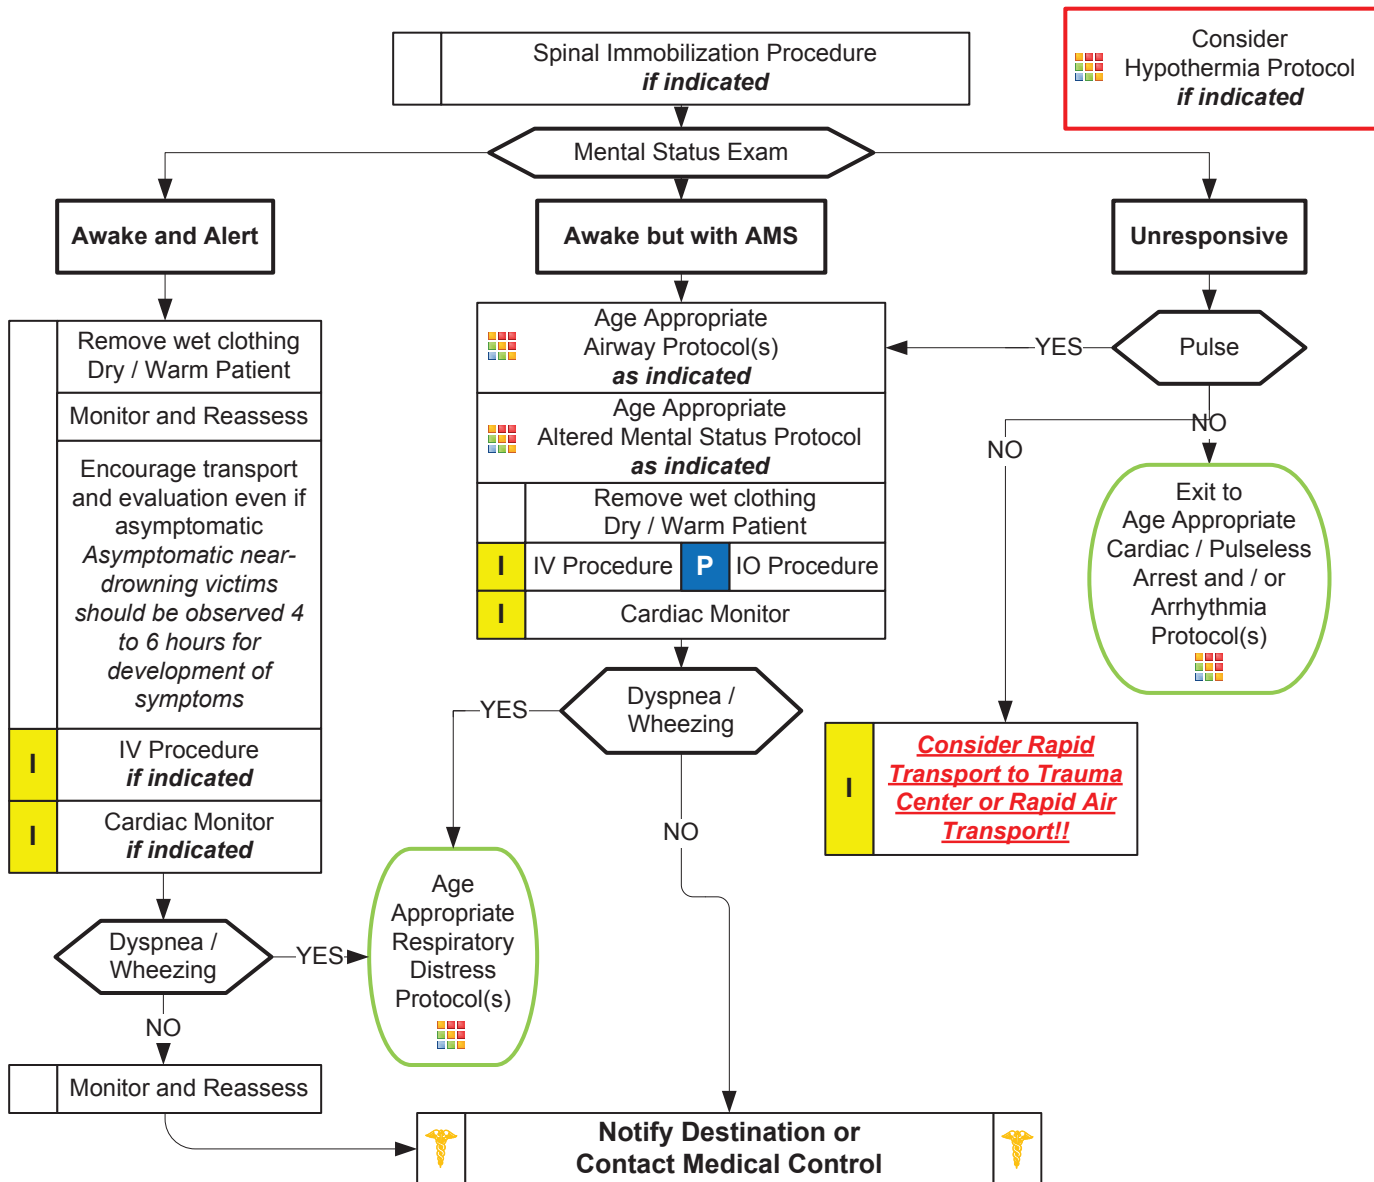 Spinal Immobilization Procedure
if indicated
Consider
Hypothermia Protocol
if indicated
Mental Status Exam
Awake and Alert
Awake but with AMS
Unresponsive
Remove wet clothing
Dry / Warm Patient
Monitor and Reassess
Encourage transport
and evaluation even if
asymptomatic
Asymptomatic near-
drowning victims
should be observed 4
to 6 hours for
development of
symptoms
I
IV Procedure
if indicated
I
Cardiac Monitor
if indicated
Dyspnea /
Wheezing
YES
NO
Monitor and Reassess
Age Appropriate
Airway Protocol(s)
as indicated
Age Appropriate
Altered Mental Status Protocol
as indicated
Remove wet clothing
Dry / Warm Patient
I IV Procedure P IO Procedure
I Cardiac Monitor
Dyspnea /
Wheezing
YES
NO
Age
Appropriate
Respiratory
Distress
Protocol(s)
Pulse
YES
NO
NO
Exit to
Age Appropriate
Cardiac / Pulseless
Arrest and / or
Arrhythmia
Protocol(s)
I
Consider Rapid
Transport to Trauma
Center or Rapid Air
Transport!!
Notify Destination or
Contact Medical Control